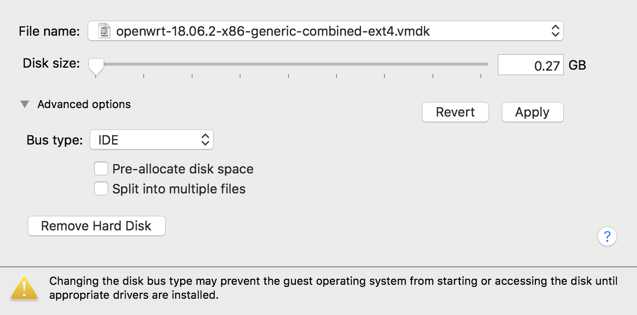 File name: openwrt-18.06.2-x86-generic-combined-ext4.vmdk
Disk size: 0.27 GB
Advanced options
Revert Apply
Bus type: IDE
Pre-allocate disk space
Split into multiple files
Remove Hard Disk
?
Changing the disk bus type may prevent the guest operating system from starting or accessing the disk until
appropriate drivers are installed.